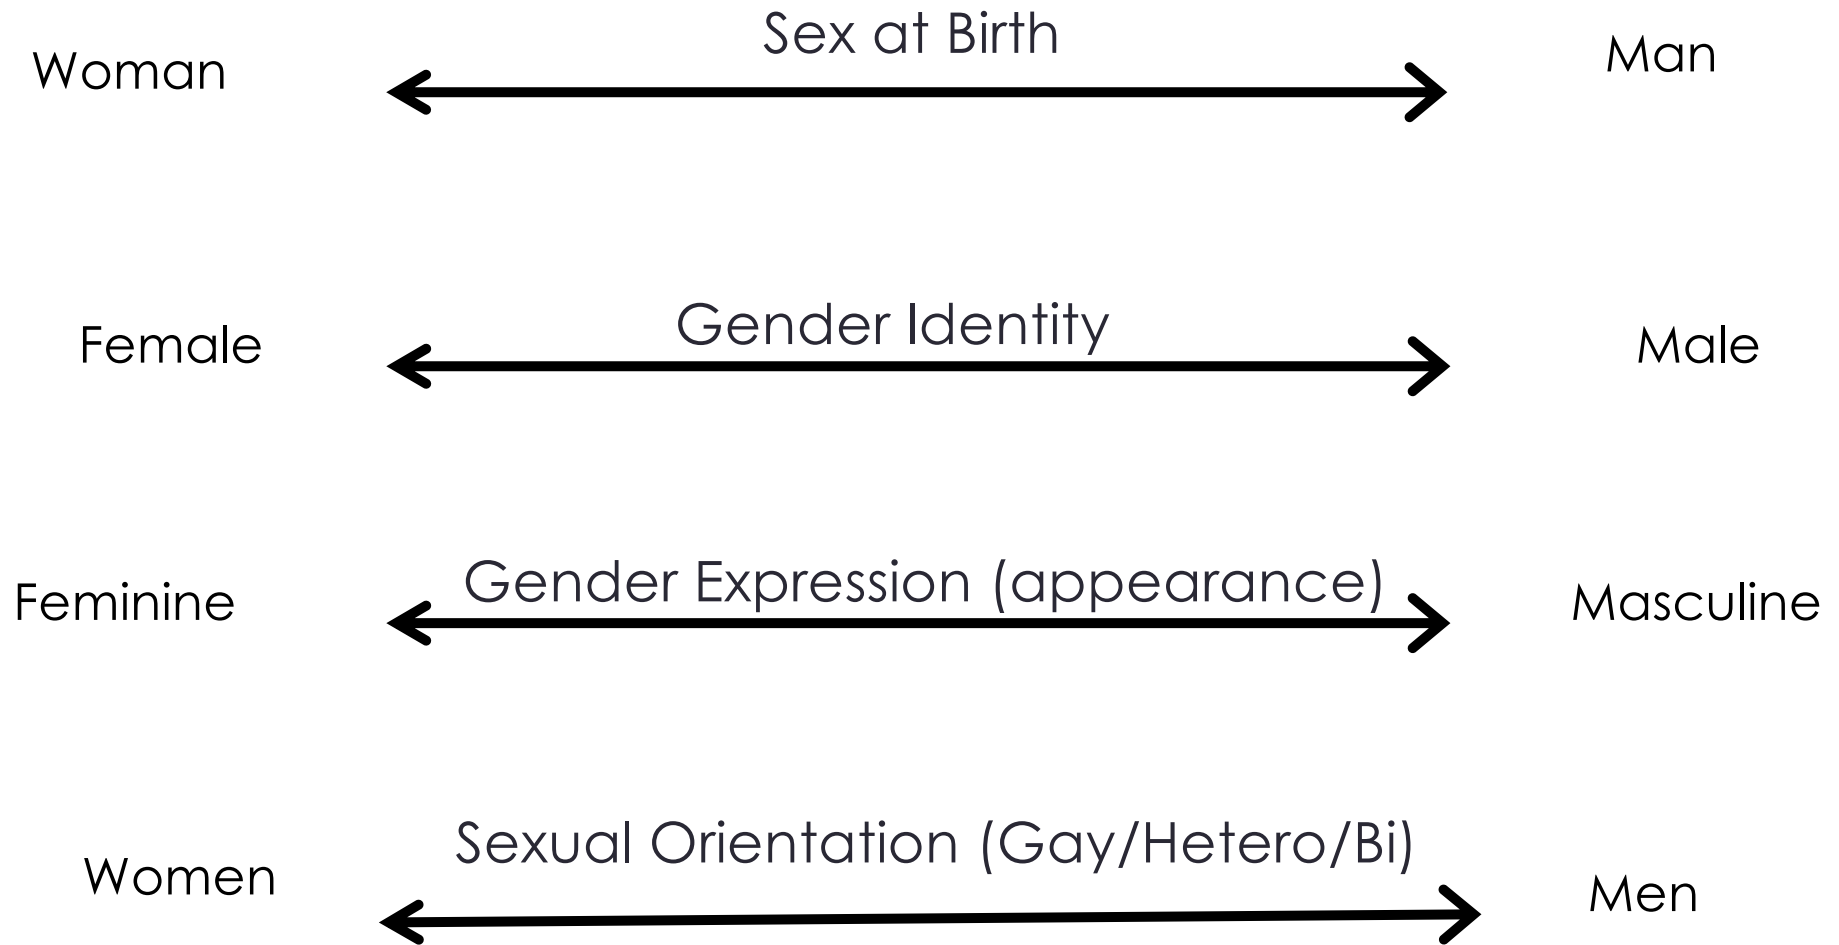 Sex at Birth
Woman
Man
Gender Identity
Female
Male
Gender Expression (appearance)
Feminine
Masculine
Sexual Orientation (Gay/Hetero/Bi)
Women
Men